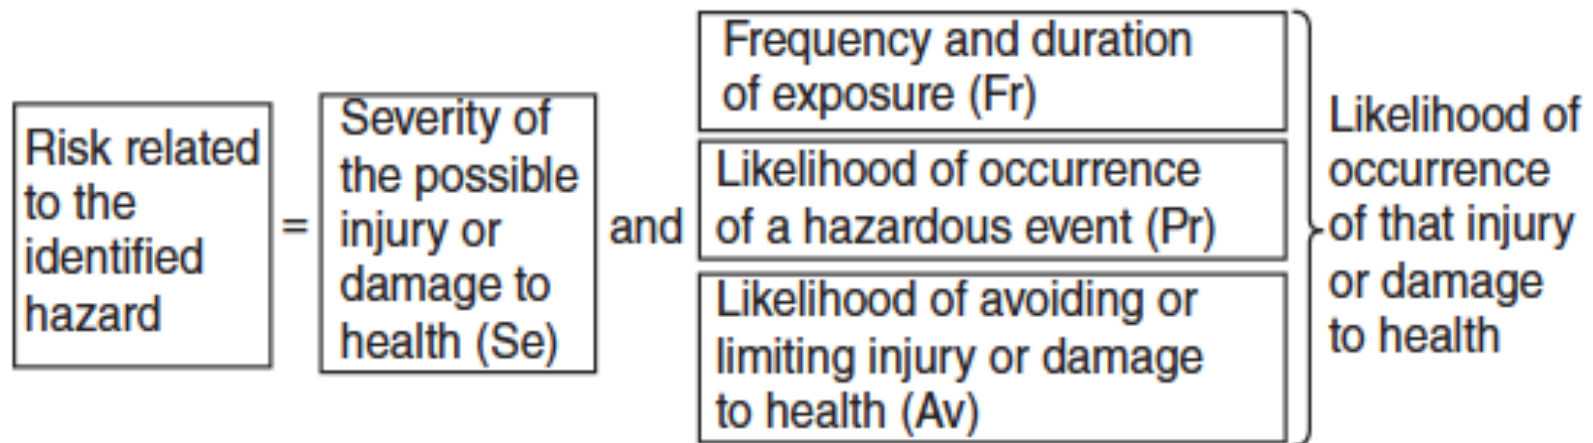 Risk related
to the
identified
hazard
=
Severity of
the possible
injury or
damage to
health (Se)
and
Frequency and duration
of exposure (Fr)
Likelihood of occurrence
of a hazardous event (Pr)
Likelihood of avoiding or
limiting injury or damage
to health (Av)
Likelihood of
occurrence
of that injury
or damage
to health